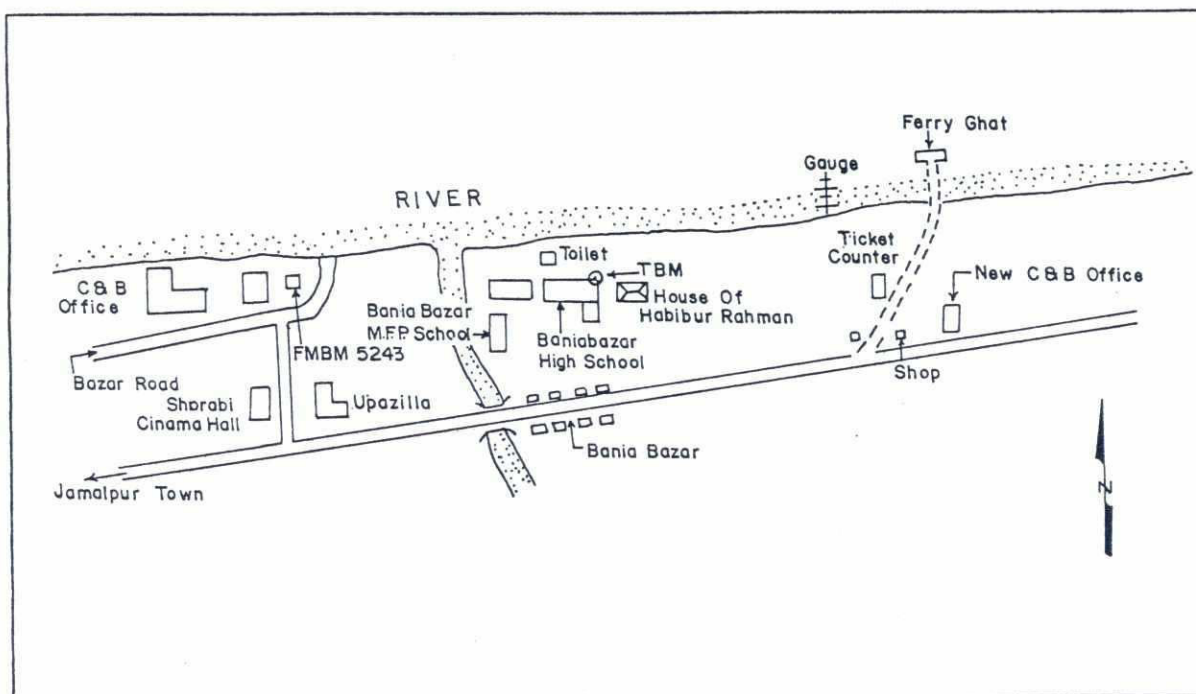 Ferry Ghat
Gauge
RIVER
Ticket
Counter
New C & B Office
Toilet
TBM
House Of
Habibur Rahman
C & B
Office
Bania Bazar
M.F.P. School
Baniabazar
High School
FMBM 5243
Bazar Road
Shop
Shorabi
Cinama Hall
Upazilla
Bania Bazar
Jamalpur Town
N